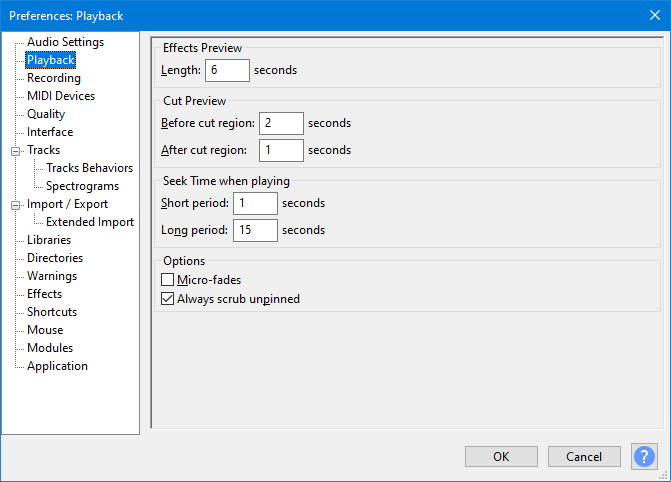 Preferences: Playback
Audio Settings
Playback
Recording
MIDI Devices
Quality
Interface
Tracks
Tracks Behaviors
Spectrograms
Import / Export
Extended Import
Libraries
Directories
Warnings
Effects
Shortcuts
Mouse
Modules
Application
Effects Preview
Length: 6 seconds
Cut Preview
Before cut region: 2 seconds
After cut region: 1 seconds
Seek Time when playing
Short period: 1 seconds
Long period: 15 seconds
Options
Micro-fades
Always scrub unpinned
OK Cancel ?